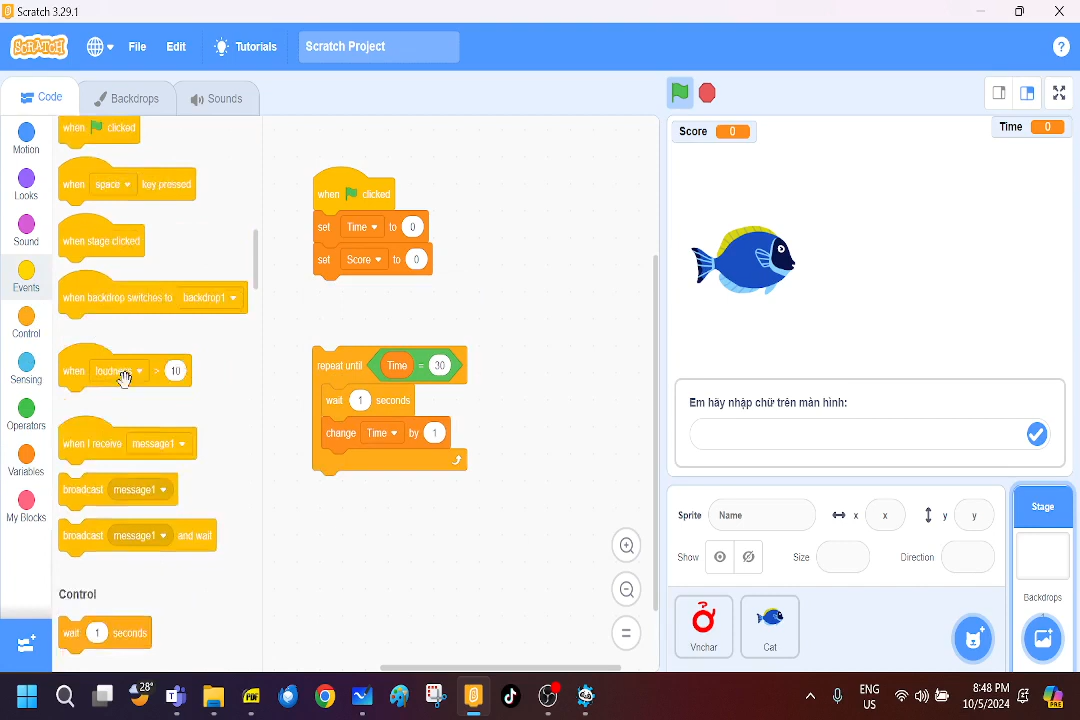 Scratch 3.29.1
SCRATCH File Edit Tutorials Scratch Project ?
Code Backdrops Sounds
Motion
Looks
Sound
Events
Control
Sensing
Operators
Variables
My Blocks
when clicked
when space key pressed
when stage clicked
when backdrop switches to backdrop1
when loudness > 10
when I receive message1
broadcast message1
broadcast message1 and wait
Control
wait 1 seconds
when clicked
set Time to 0
set Score to 0
repeat until Time = 30
wait 1 seconds
change Time by 1
Score 0
Time 0
Em hãy nhập chữ trên màn hình:
Sprite Name x x y y
Show Size Direction
Stage
Backdrops
Vnchar
Cat
28°
PDF
ENG
US
8:48 PM
10/5/2024
PRE